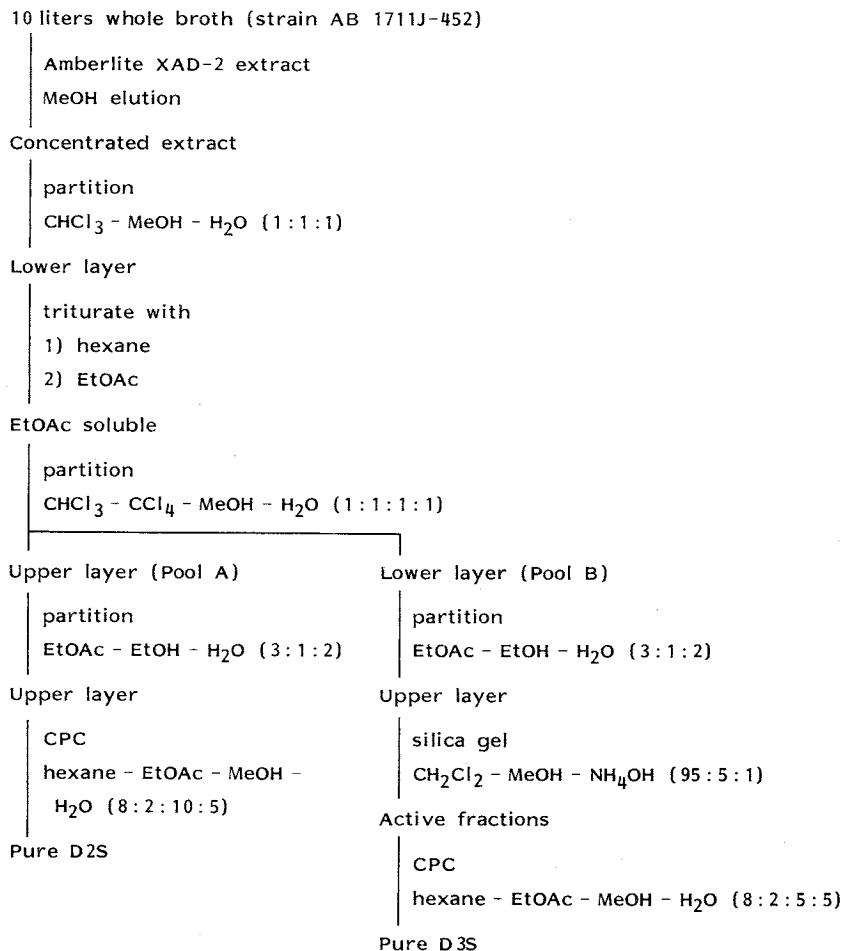 10 liters whole broth (strain AB 1711J-452)
Amberlite XAD-2 extract
MeOH elution
Concentrated extract
partition
CHCl3 - MeOH - H2O (1:1:1)
Lower layer
triturate with
1) hexane
2) EtOAc
EtOAc soluble
partition
CHCl3 - CCl4 - MeOH - H2O (1:1:1:1)
Upper layer (Pool A)
partition
EtOAc - EtOH - H2O (3:1:2)
Upper layer
CPC
hexane - EtOAc - MeOH -
H2O (8:2:10:5)
Pure D2S
Lower layer (Pool B)
partition
EtOAc - EtOH - H2O (3:1:2)
Upper layer
silica gel
CH2Cl2 - MeOH - NH4OH (95:5:1)
Active fractions
CPC
hexane - EtOAc - MeOH - H2O (8:2:5:5)
Pure D3S